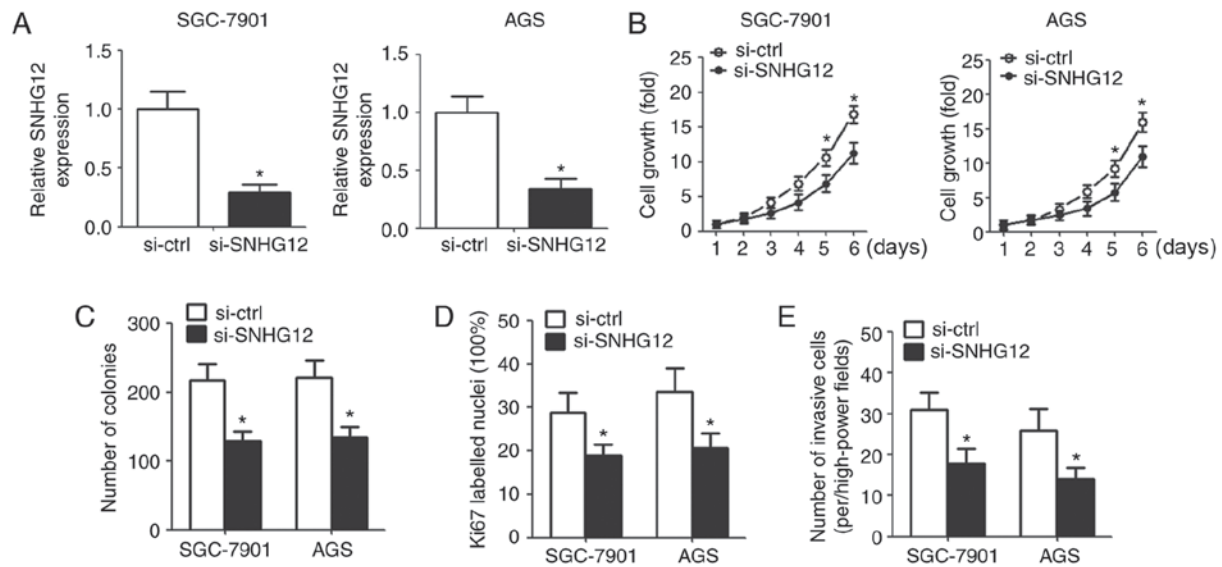 A
SGC-7901
Relative SNHG12
expression
1.5
1.0
0.5
0.0
*
si-ctrl si-SNHG12
AGS
Relative SNHG12
expression
1.5
1.0
0.5
0.0
*
si-ctrl si-SNHG12
B
SGC-7901
si-ctrl
si-SNHG12
Cell growth (fold)
25
20
15
10
5
0
* *
1 2 3 4 5 6 (days)
AGS
si-ctrl
si-SNHG12
Cell growth (fold)
25
20
15
10
5
0
* *
1 2 3 4 5 6 (days)
C
si-ctrl
si-SNHG12
Number of colonies
300
200
100
0
* *
SGC-7901 AGS
D
si-ctrl
si-SNHG12
Ki67 labelled nuclei (100%)
50
40
30
20
10
0
* *
SGC-7901 AGS
E
si-ctrl
si-SNHG12
Number of invasive cells
(per/high-power fields)
50
40
30
20
10
0
* *
SGC-7901 AGS